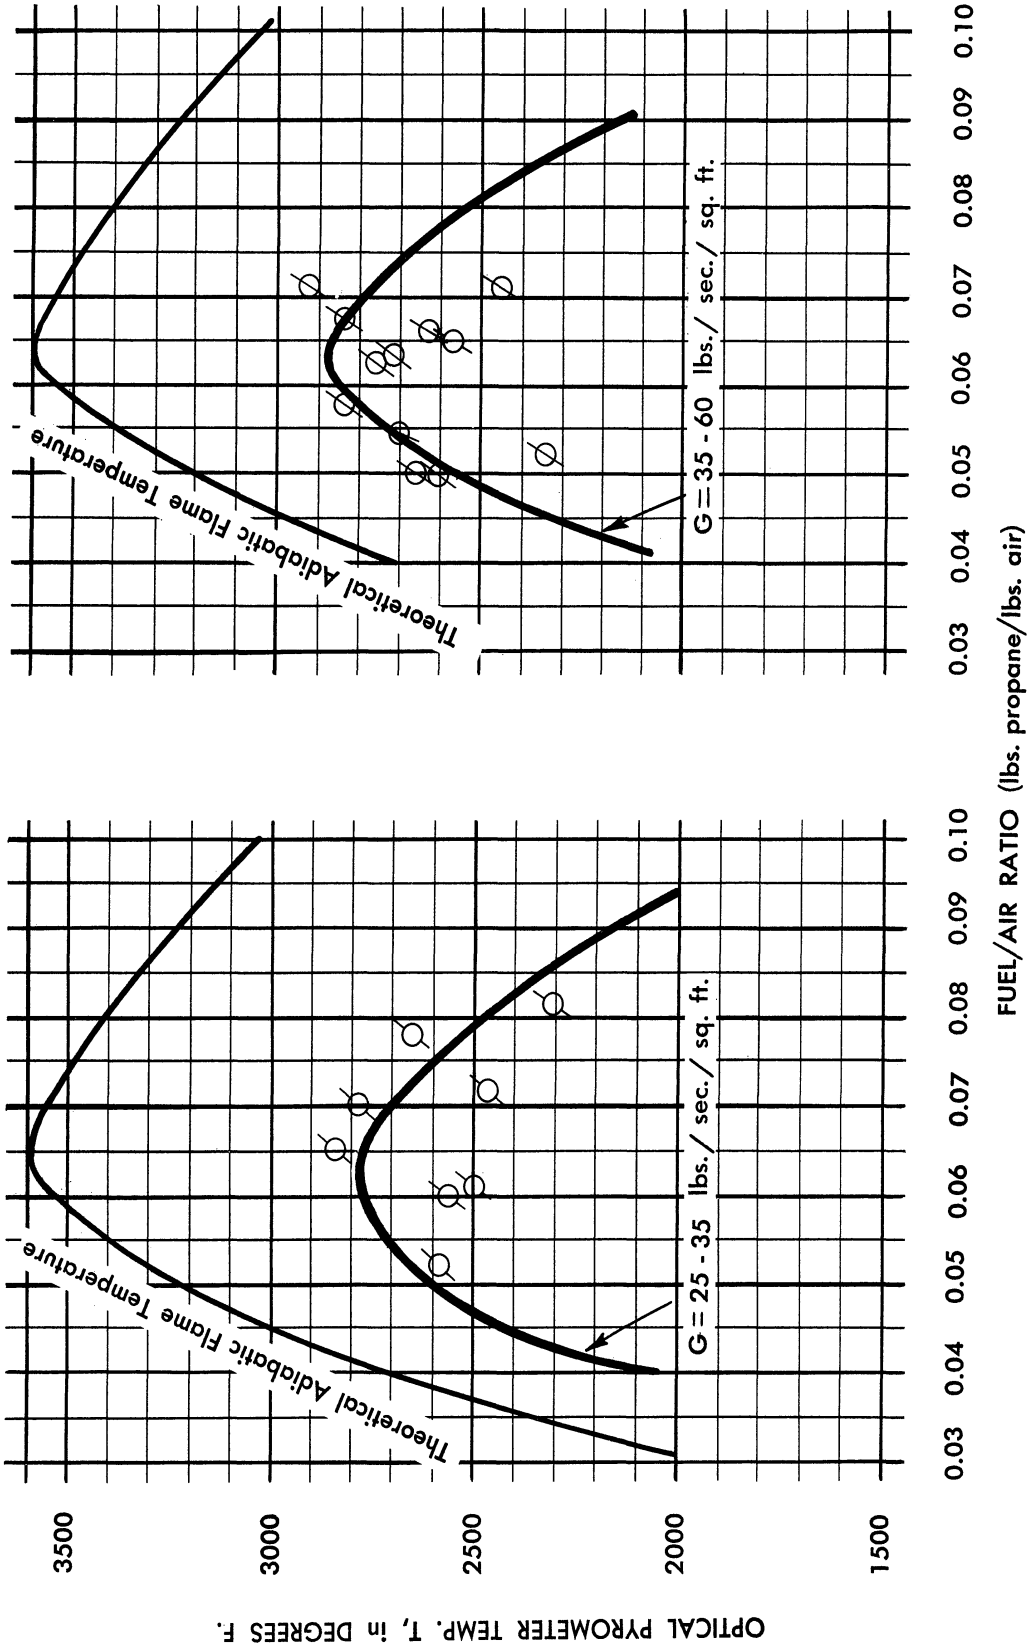 OPTICAL PYROMETER TEMP. T, in DEGREES F.
3500
3000
2500
2000
1500
Theoretical Adiabatic Flame Temperature
G = 25 - 35 lbs./ sec./ sq. ft.
0.03 0.04 0.05 0.06 0.07 0.08 0.09 0.10
Theoretical Adiabatic Flame Temperature
G = 35 - 60 lbs./ sec./ sq. ft.
0.03 0.04 0.05 0.06 0.07 0.08 0.09 0.10
FUEL/AIR RATIO (lbs. propane/lbs. air)